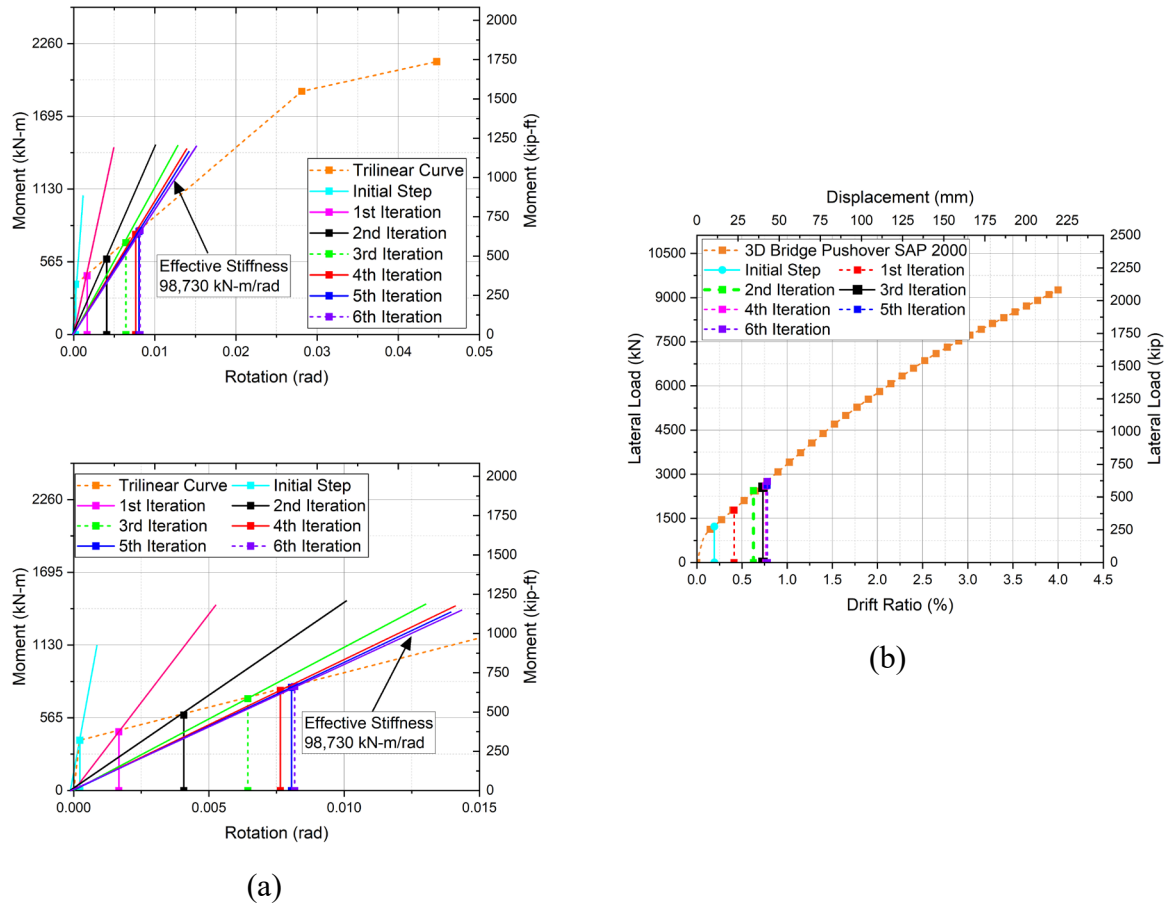 2260
1695
1130
565
0
Moment (kN-m)
2000
1750
1500
1250
1000
750
500
250
0
Moment (kip-ft)
Trilinear Curve
Initial Step
1st Iteration
2nd Iteration
3rd Iteration
4th Iteration
5th Iteration
6th Iteration
Effective Stiffness
98,730 kN-m/rad
0.00 0.01 0.02 0.03 0.04 0.05
Rotation (rad)
2260
1695
1130
565
0
Moment (kN-m)
2000
1750
1500
1250
1000
750
500
250
0
Moment (kip-ft)
Trilinear Curve Initial Step
1st Iteration 2nd Iteration
3rd Iteration 4th Iteration
5th Iteration 6th Iteration
Effective Stiffness
98,730 kN-m/rad
0.000 0.005 0.010 0.015
Rotation (rad)
(a)
Displacement (mm)
0 25 50 75 100 125 150 175 200 225
10500
9000
7500
6000
4500
3000
1500
0
Lateral Load (kN)
2500
2250
2000
1750
1500
1250
1000
750
500
250
0
Lateral Load (kip)
3D Bridge Pushover SAP 2000
Initial Step 1st Iteration
2nd Iteration 3rd Iteration
4th Iteration 5th Iteration
6th Iteration
0.0 0.5 1.0 1.5 2.0 2.5 3.0 3.5 4.0 4.5
Drift Ratio (%)
(b)